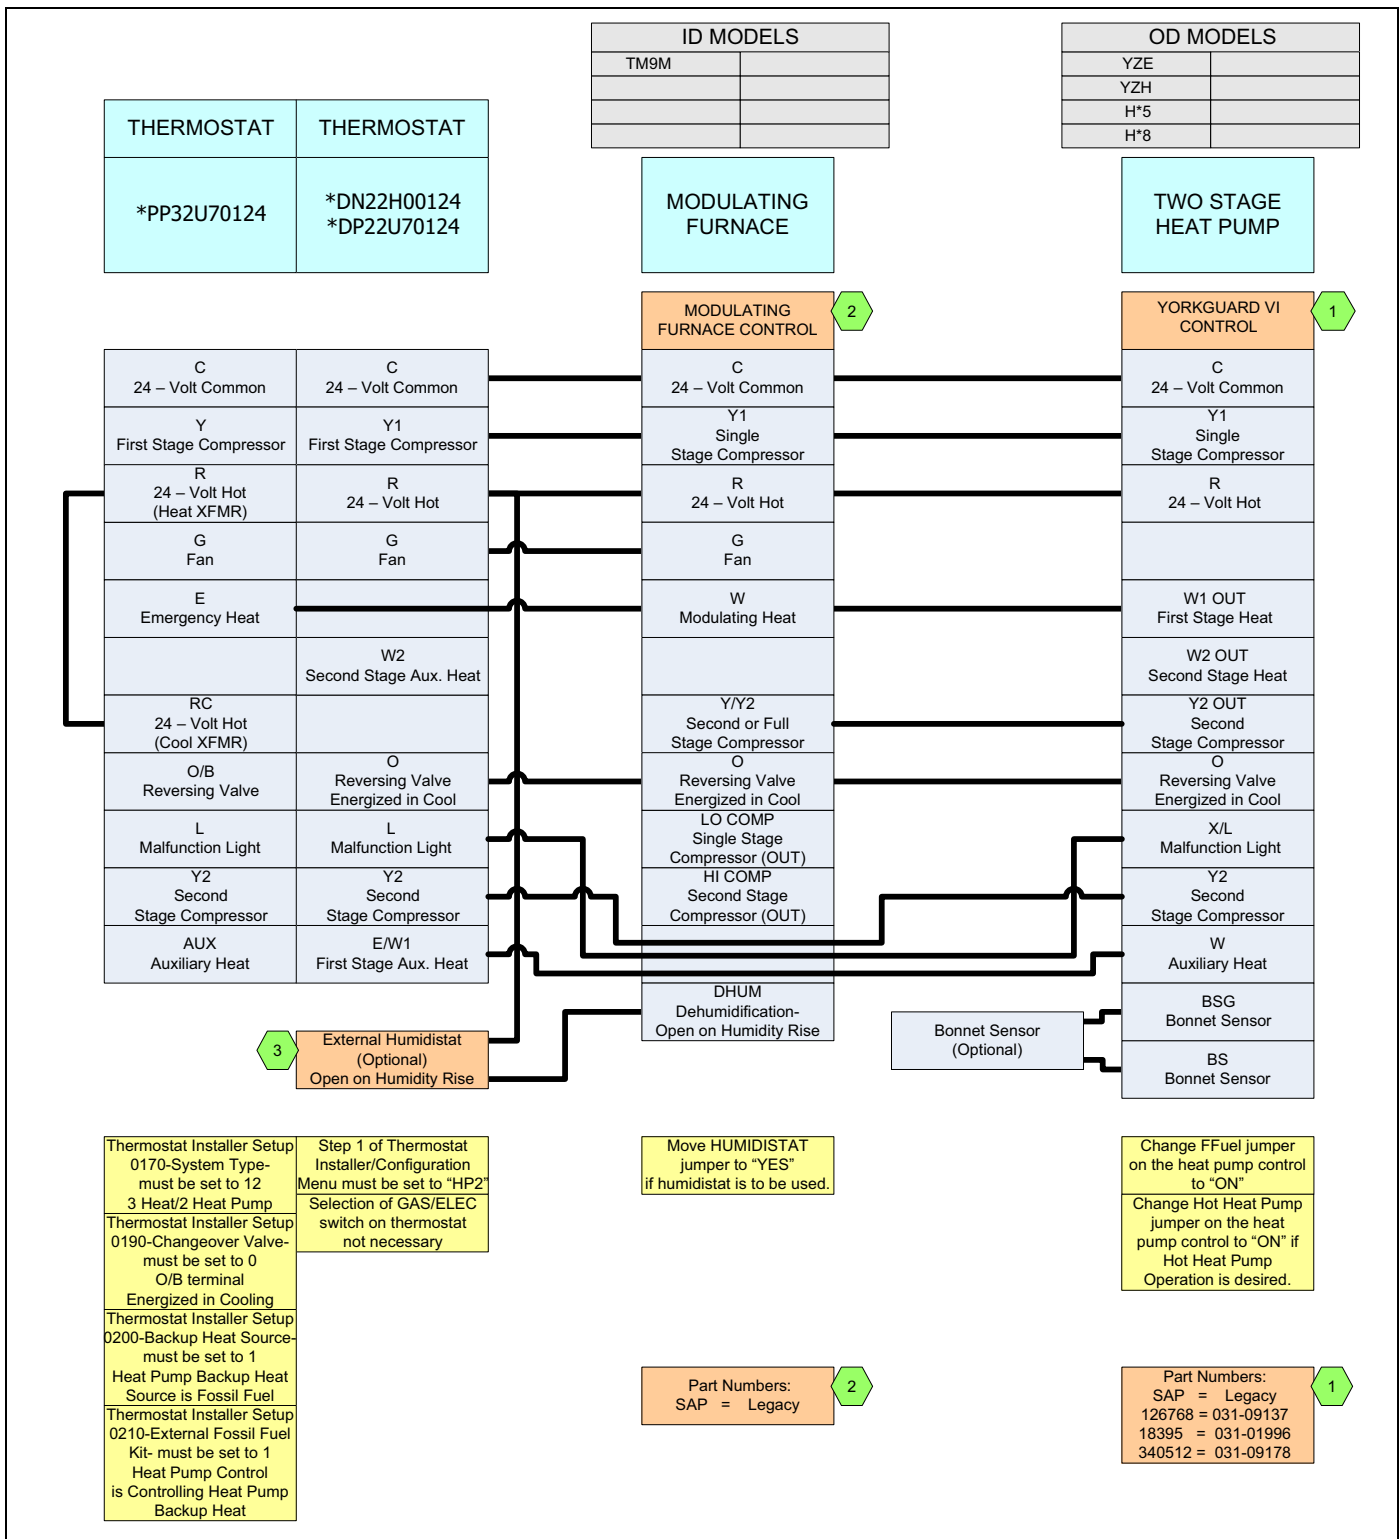 ID MODELS
TM9M
OD MODELS
YZE
YZH
H*5
H*8
THERMOSTAT
THERMOSTAT
*PP32U70124
*DN22H00124
*DP22U70124
MODULATING
FURNACE
TWO STAGE
HEAT PUMP
MODULATING
FURNACE CONTROL
2
YORKGUARD VI
CONTROL
1
C
24 – Volt Common
C
24 – Volt Common
C
24 – Volt Common
C
24 – Volt Common
Y
First Stage Compressor
Y1
First Stage Compressor
Y1
Single
Stage Compressor
Y1
Single
Stage Compressor
R
24 – Volt Hot
(Heat XFMR)
R
24 – Volt Hot
R
24 – Volt Hot
R
24 – Volt Hot
G
Fan
G
Fan
G
Fan
E
Emergency Heat
W
Modulating Heat
W1 OUT
First Stage Heat
W2
Second Stage Aux. Heat
W2 OUT
Second Stage Heat
RC
24 – Volt Hot
(Cool XFMR)
Y/Y2
Second or Full
Stage Compressor
Y2 OUT
Second
Stage Compressor
O/B
Reversing Valve
O
Reversing Valve
Energized in Cool
O
Reversing Valve
Energized in Cool
O
Reversing Valve
Energized in Cool
L
Malfunction Light
L
Malfunction Light
LO COMP
Single Stage
Compressor (OUT)
X/L
Malfunction Light
Y2
Second
Stage Compressor
Y2
Second
Stage Compressor
HI COMP
Second Stage
Compressor (OUT)
Y2
Second
Stage Compressor
AUX
Auxiliary Heat
E/W1
First Stage Aux. Heat
W
Auxiliary Heat
DHUM
Dehumidification-
Open on Humidity Rise
BSG
Bonnet Sensor
BS
Bonnet Sensor
Bonnet Sensor
(Optional)
3
External Humidistat
(Optional)
Open on Humidity Rise
Thermostat Installer Setup
0170-System Type-
must be set to 12
3 Heat/2 Heat Pump
Thermostat Installer Setup
0190-Changeover Valve-
must be set to 0
O/B terminal
Energized in Cooling
Thermostat Installer Setup
0200-Backup Heat Source-
must be set to 1
Heat Pump Backup Heat
Source is Fossil Fuel
Thermostat Installer Setup
0210-External Fossil Fuel
Kit- must be set to 1
Heat Pump Control
is Controlling Heat Pump
Backup Heat
Step 1 of Thermostat
Installer/Configuration
Menu must be set to “HP2”
Selection of GAS/ELEC
switch on thermostat
not necessary
Move HUMIDISTAT
jumper to “YES”
if humidistat is to be used.
Change FFuel jumper
on the heat pump control
to “ON”
Change Hot Heat Pump
jumper on the heat
pump control to “ON” if
Hot Heat Pump
Operation is desired.
Part Numbers:
SAP = Legacy
2
Part Numbers:
SAP = Legacy
126768 = 031-09137
18395 = 031-01996
340512 = 031-09178
1